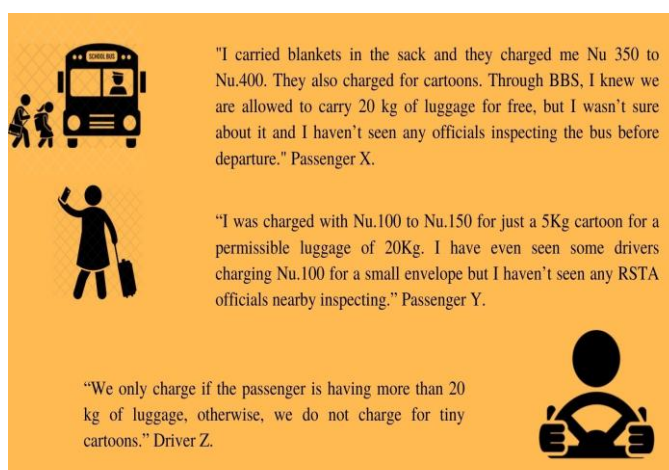 SCHOOL BUS
"I carried blankets in the sack and they charged me Nu 350 to
Nu.400. They also charged for cartoons. Through BBS, I knew we
are allowed to carry 20 kg of luggage for free, but I wasn't sure
about it and I haven't seen any officials inspecting the bus before
departure." Passenger X.
“I was charged with Nu.100 to Nu.150 for just a 5Kg cartoon for a
permissible luggage of 20Kg. I have even seen some drivers
charging Nu.100 for a small envelope but I haven’t seen any RSTA
officials nearby inspecting.” Passenger Y.
“We only charge if the passenger is having more than 20
kg of luggage, otherwise, we do not charge for tiny
cartoons.” Driver Z.